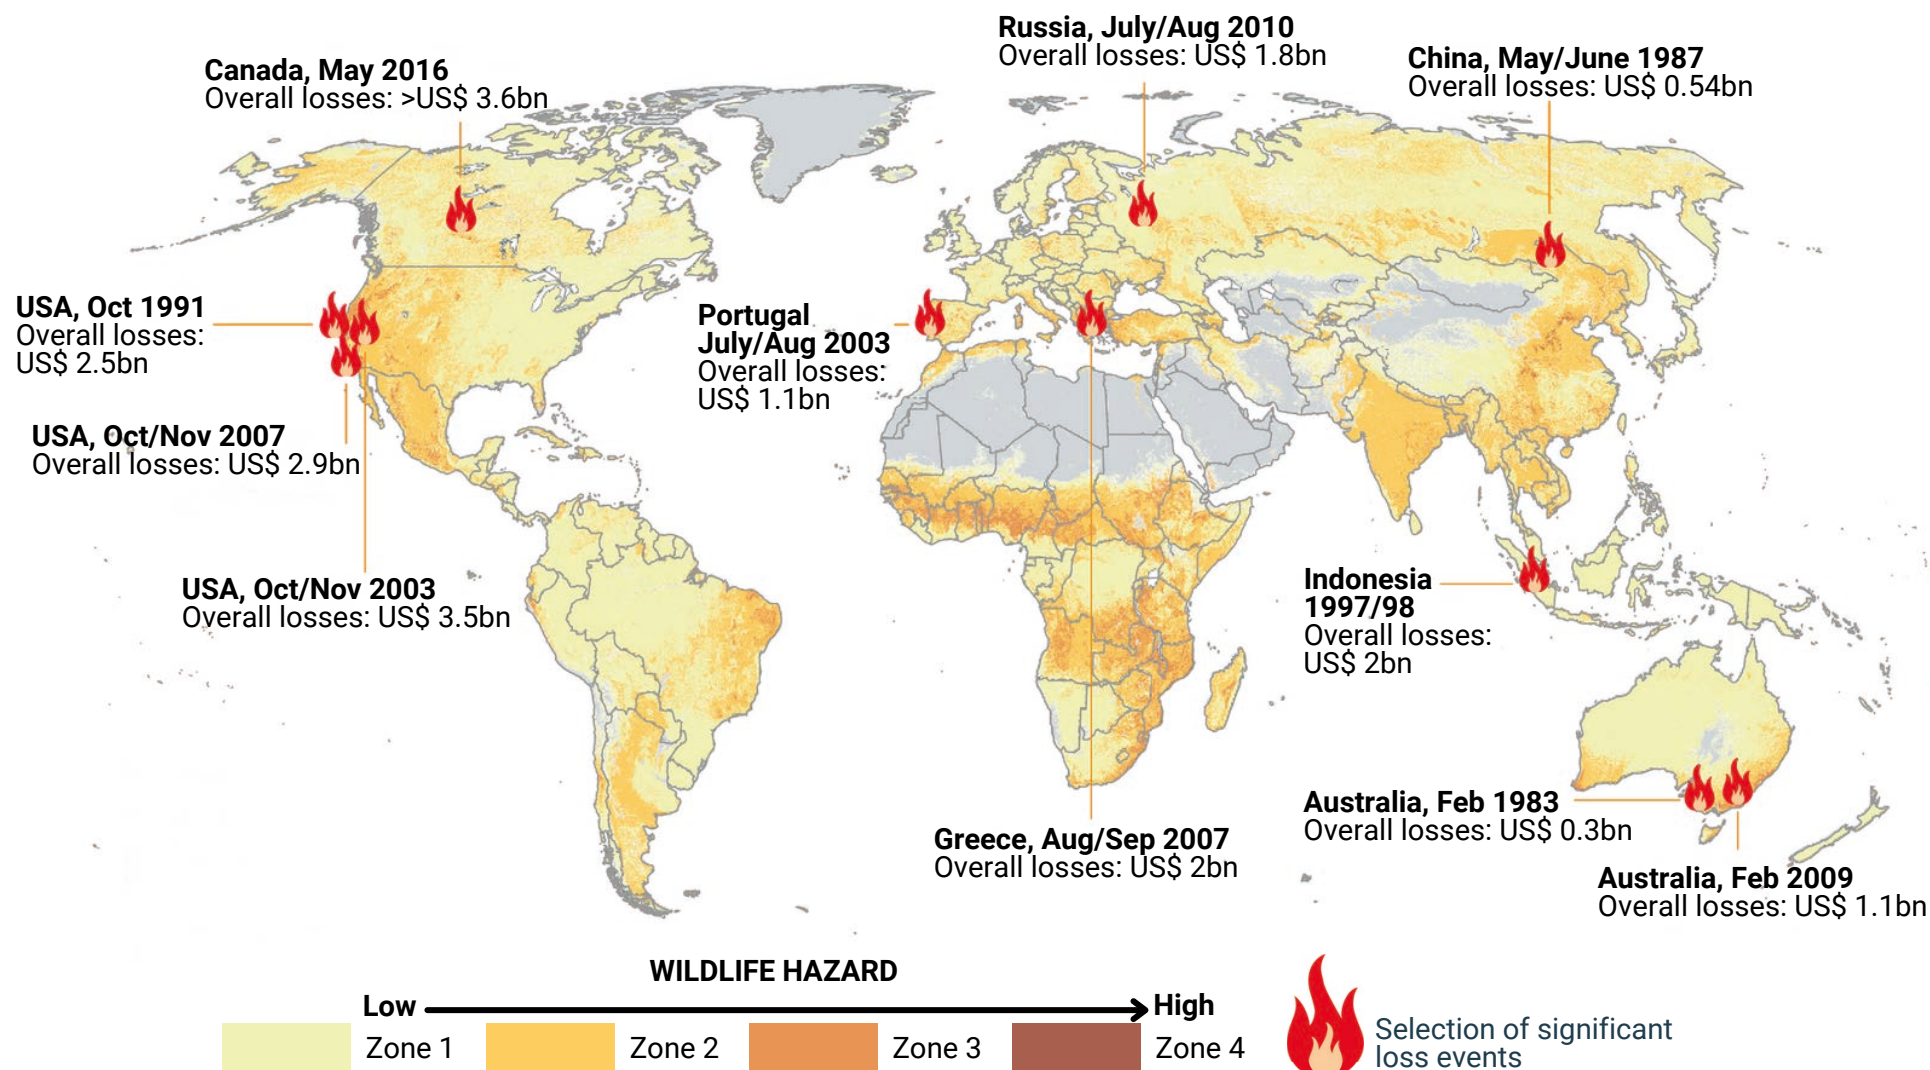 Russia, July/Aug 2010
Overall losses: US$ 1.8bn
China, May/June 1987
Overall losses: US$ 0.54bn
Canada, May 2016
Overall losses: >US$ 3.6bn
USA, Oct 1991
Overall losses:
US$ 2.5bn
Portugal
July/Aug 2003
Overall losses:
US$ 1.1bn
USA, Oct/Nov 2007
Overall losses: US$ 2.9bn
USA, Oct/Nov 2003
Overall losses: US$ 3.5bn
Indonesia
1997/98
Overall losses:
US$ 2bn
Australia, Feb 1983
Overall losses: US$ 0.3bn
Greece, Aug/Sep 2007
Overall losses: US$ 2bn
Australia, Feb 2009
Overall losses: US$ 1.1bn
WILDLIFE HAZARD
Low
High
Zone 1
Zone 2
Zone 3
Zone 4
Selection of significant
loss events